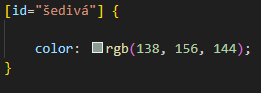 [id="šedivá"] {
color: rgb(138, 156, 144);
}